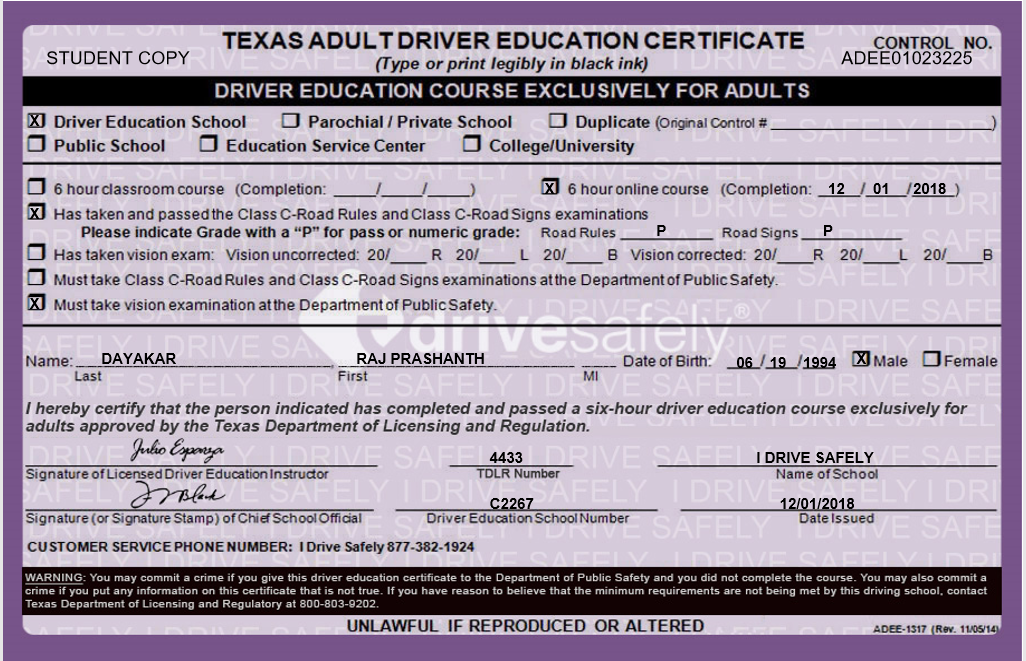 TEXAS ADULT DRIVER EDUCATION CERTIFICATE
STUDENT COPY
(Type or print legibly in black ink)
CONTROL NO.
ADEE01023225
DRIVER EDUCATION COURSE EXCLUSIVELY FOR ADULTS
X Driver Education School Parochial / Private School Duplicate (Original Control # ____)
Public School Education Service Center College/University
6 hour classroom course (Completion: ____/____/____) X 6 hour online course (Completion: 12 / 01 / 2018)
X Has taken and passed the Class C-Road Rules and Class C-Road Signs examinations
Please indicate Grade with a “P” for pass or numeric grade: Road Rules P Road Signs P
Has taken vision exam: Vision uncorrected: 20/____ R 20/____ L 20/____ B Vision corrected: 20/____ R 20/____ L 20/____ B
Must take Class C-Road Rules and Class C-Road Signs examinations at the Department of Public Safety.
X Must take vision examination at the Department of Public Safety.
idrivesafely®
Name: DAYAKAR, RAJ PRASHANTH Date of Birth: 06 / 19 / 1994 X Male Female
Last First MI
I hereby certify that the person indicated has completed and passed a six-hour driver education course exclusively for
adults approved by the Texas Department of Licensing and Regulation.
Julio Esparza 4433 I DRIVE SAFELY
Signature of Licensed Driver Education Instructor TDLR Number Name of School
C2267 12/01/2018
Signature (or Signature Stamp) of Chief School Official Driver Education School Number Date Issued
CUSTOMER SERVICE PHONE NUMBER: I Drive Safely 877-382-1924
WARNING: You may commit a crime if you give this driver education certificate to the Department of Public Safety and you did not complete the course. You may also commit a
crime if you put any information on this certificate that is not true. If you have reason to believe that the minimum requirements are not being met by this driving school, contact
Texas Department of Licensing and Regulatory at 800-803-9202.
UNLAWFUL IF REPRODUCED OR ALTERED
ADEE-1317 (Rev. 11/05/14)